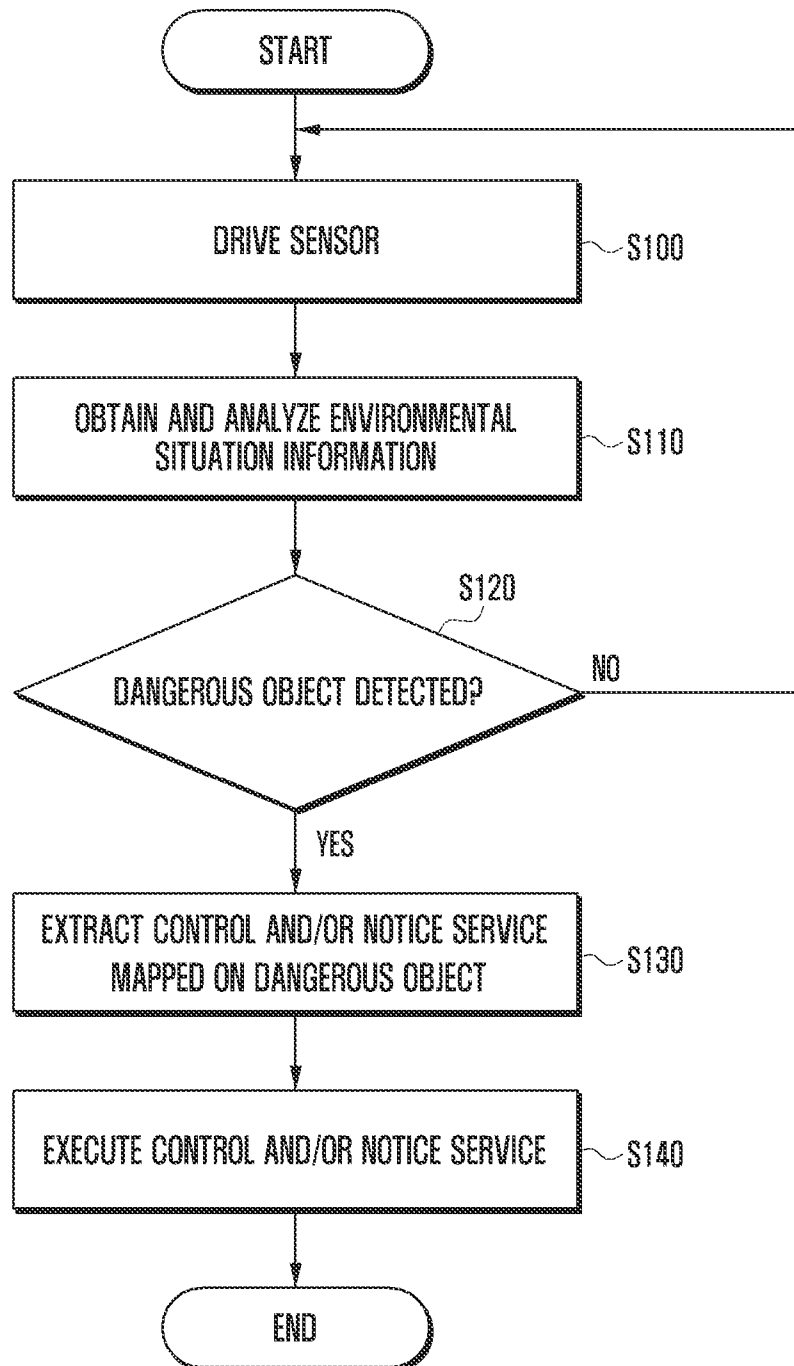 START
DRIVE SENSOR
S100
OBTAIN AND ANALYZE ENVIRONMENTAL
SITUATION INFORMATION
S110
S120
DANGEROUS OBJECT DETECTED?
NO
YES
EXTRACT CONTROL AND/OR NOTICE SERVICE
MAPPED ON DANGEROUS OBJECT
S130
EXECUTE CONTROL AND/OR NOTICE SERVICE
S140
END